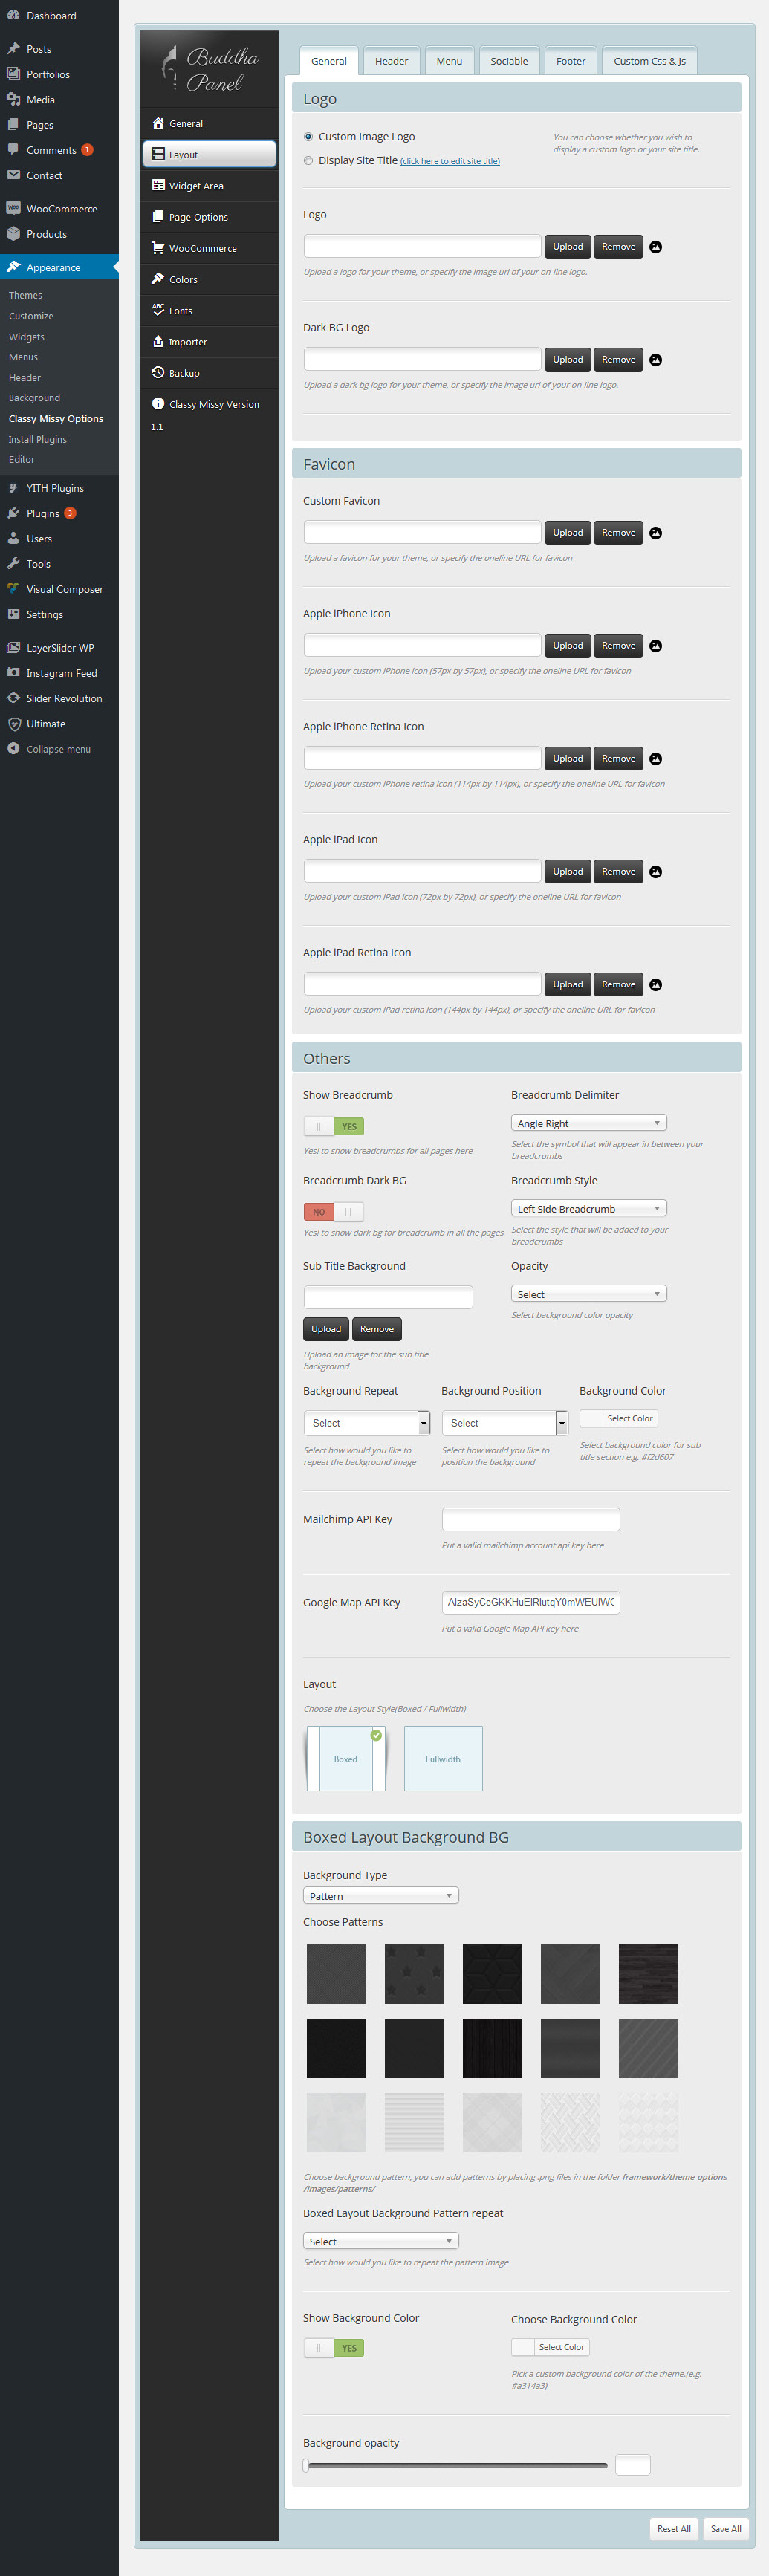 Dashboard
Posts
Portfolios
Media
Pages
Comments 1
Contact
WooCommerce
Products
Appearance
Themes
Customize
Widgets
Menus
Header
Background
Classy Missy Options
Install Plugins
Editor
YITH Plugins
Plugins 3
Users
Tools
Visual Composer
Settings
LayerSlider WP
Instagram Feed
Slider Revolution
Ultimate
Collapse menu
Buddha
Panel
General
Layout
Widget Area
Page Options
WooCommerce
Colors
ABC Fonts
Importer
Backup
Classy Missy Version
1.1
General Header Menu Sociable Footer Custom Css & Js
Logo
Custom Image Logo
Display Site Title (click here to edit site title)
You can choose whether you wish to
display a custom logo or your site title.
Logo
Upload Remove
Upload a logo for your theme, or specify the image url of your on-line logo.
Dark BG Logo
Upload Remove
Upload a dark bg logo for your theme, or specify the image url of your on-line logo.
Favicon
Custom Favicon
Upload Remove
Upload a favicon for your theme, or specify the oneline URL for favicon
Apple iPhone Icon
Upload Remove
Upload your custom iPhone icon (57px by 57px), or specify the oneline URL for favicon
Apple iPhone Retina Icon
Upload Remove
Upload your custom iPhone retina icon (114px by 114px), or specify the oneline URL for favicon
Apple iPad Icon
Upload Remove
Upload your custom iPad icon (72px by 72px), or specify the oneline URL for favicon
Apple iPad Retina Icon
Upload Remove
Upload your custom iPad retina icon (144px by 144px), or specify the oneline URL for favicon
Others
Show Breadcrumb
YES
Yes! to show breadcrumbs for all pages here
Breadcrumb Delimiter
Angle Right
Select the symbol that will appear in between your
breadcrumbs
Breadcrumb Dark BG
NO
Yes! to show dark bg for breadcrumb in all the pages
Breadcrumb Style
Left Side Breadcrumb
Select the style that will be added to your
breadcrumbs
Sub Title Background
Upload Remove
Upload an image for the sub title
background
Opacity
Select
Select background color opacity
Background Repeat
Select
Select how would you like to
repeat the background image
Background Position
Select
Select how would you like to
position the background
Background Color
Select Color
Select background color for sub
title section e.g. #f2d607
Mailchimp API Key
Put a valid mailchimp account api key here
Google Map API Key
Put a valid Google Map API key here
Layout
Choose the Layout Style(Boxed / Fullwidth)
Boxed Fullwidth
Boxed Layout Background BG
Background Type
Pattern
Choose Patterns
Choose background pattern, you can add patterns by placing .png files in the folder framework/theme-options
/images/patterns/
Boxed Layout Background Pattern repeat
Select
Select how would you like to repeat the pattern image
Show Background Color
YES
Choose Background Color
Select Color
Pick a custom background color of the theme.(e.g.
#a314a3)
Background opacity
Reset All Save All